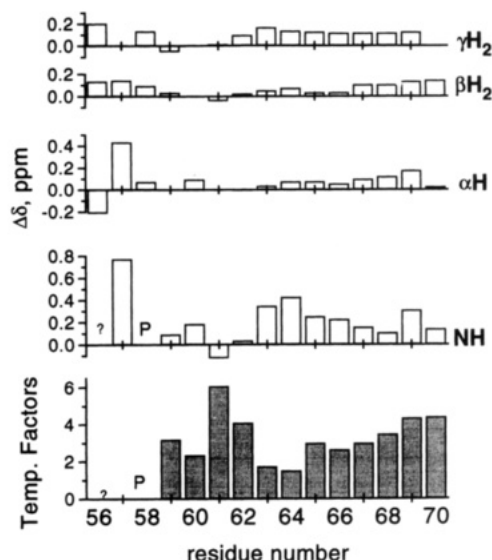 0.2
0.0
γH2
0.2
0.0
βH2
Δδ, ppm
0.4
0.2
0.0
-0.2
αH
0.8
0.6
0.4
0.2
0.0
? P
NH
Temp. Factors
6
4
2
0
? P
56 58 60 62 64 66 68 70
residue number